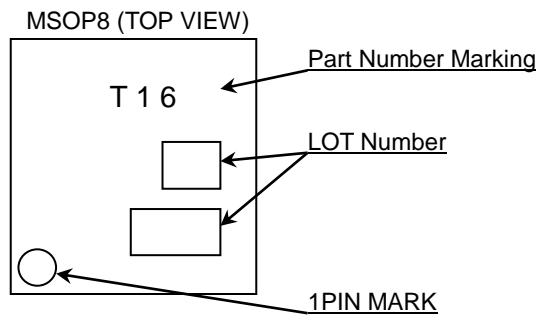 MSOP8 (TOP VIEW)
Part Number Marking
T 1 6
LOT Number
1PIN MARK